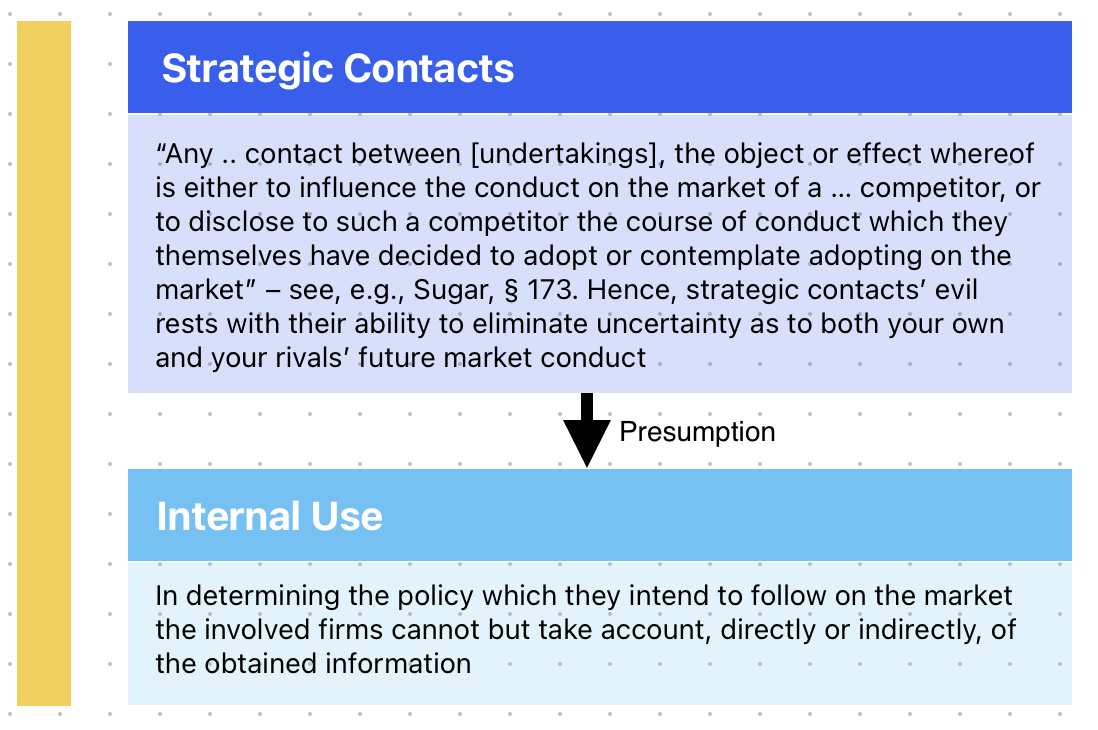 Strategic Contacts
“Any .. contact between [undertakings], the object or effect whereof
is either to influence the conduct on the market of a ... competitor, or
to disclose to such a competitor the course of conduct which they
themselves have decided to adopt or contemplate adopting on the
market” – see, e.g., Sugar, § 173. Hence, strategic contacts’ evil
rests with their ability to eliminate uncertainty as to both your own
and your rivals’ future market conduct
Presumption
Internal Use
In determining the policy which they intend to follow on the market
the involved firms cannot but take account, directly or indirectly, of
the obtained information